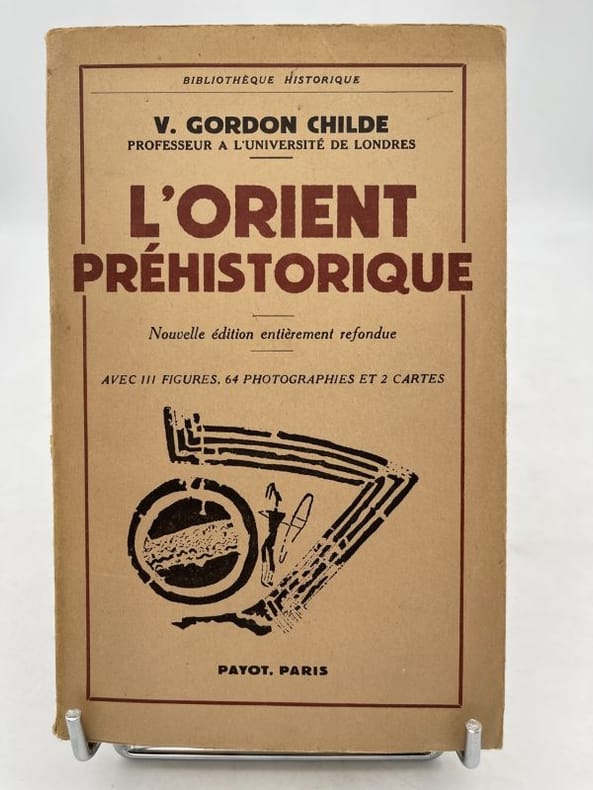 BIBLIOTHÈQUE HISTORIQUE
V. GORDON CHILDE
PROFESSEUR A L'UNIVERSITÉ DE LONDRES
L'ORIENT
PRÉHISTORIQUE
Nouvelle édition entièrement refondue
AVEC 111 FIGURES, 64 PHOTOGRAPHIES ET 2 CARTES
PAYOT, PARIS